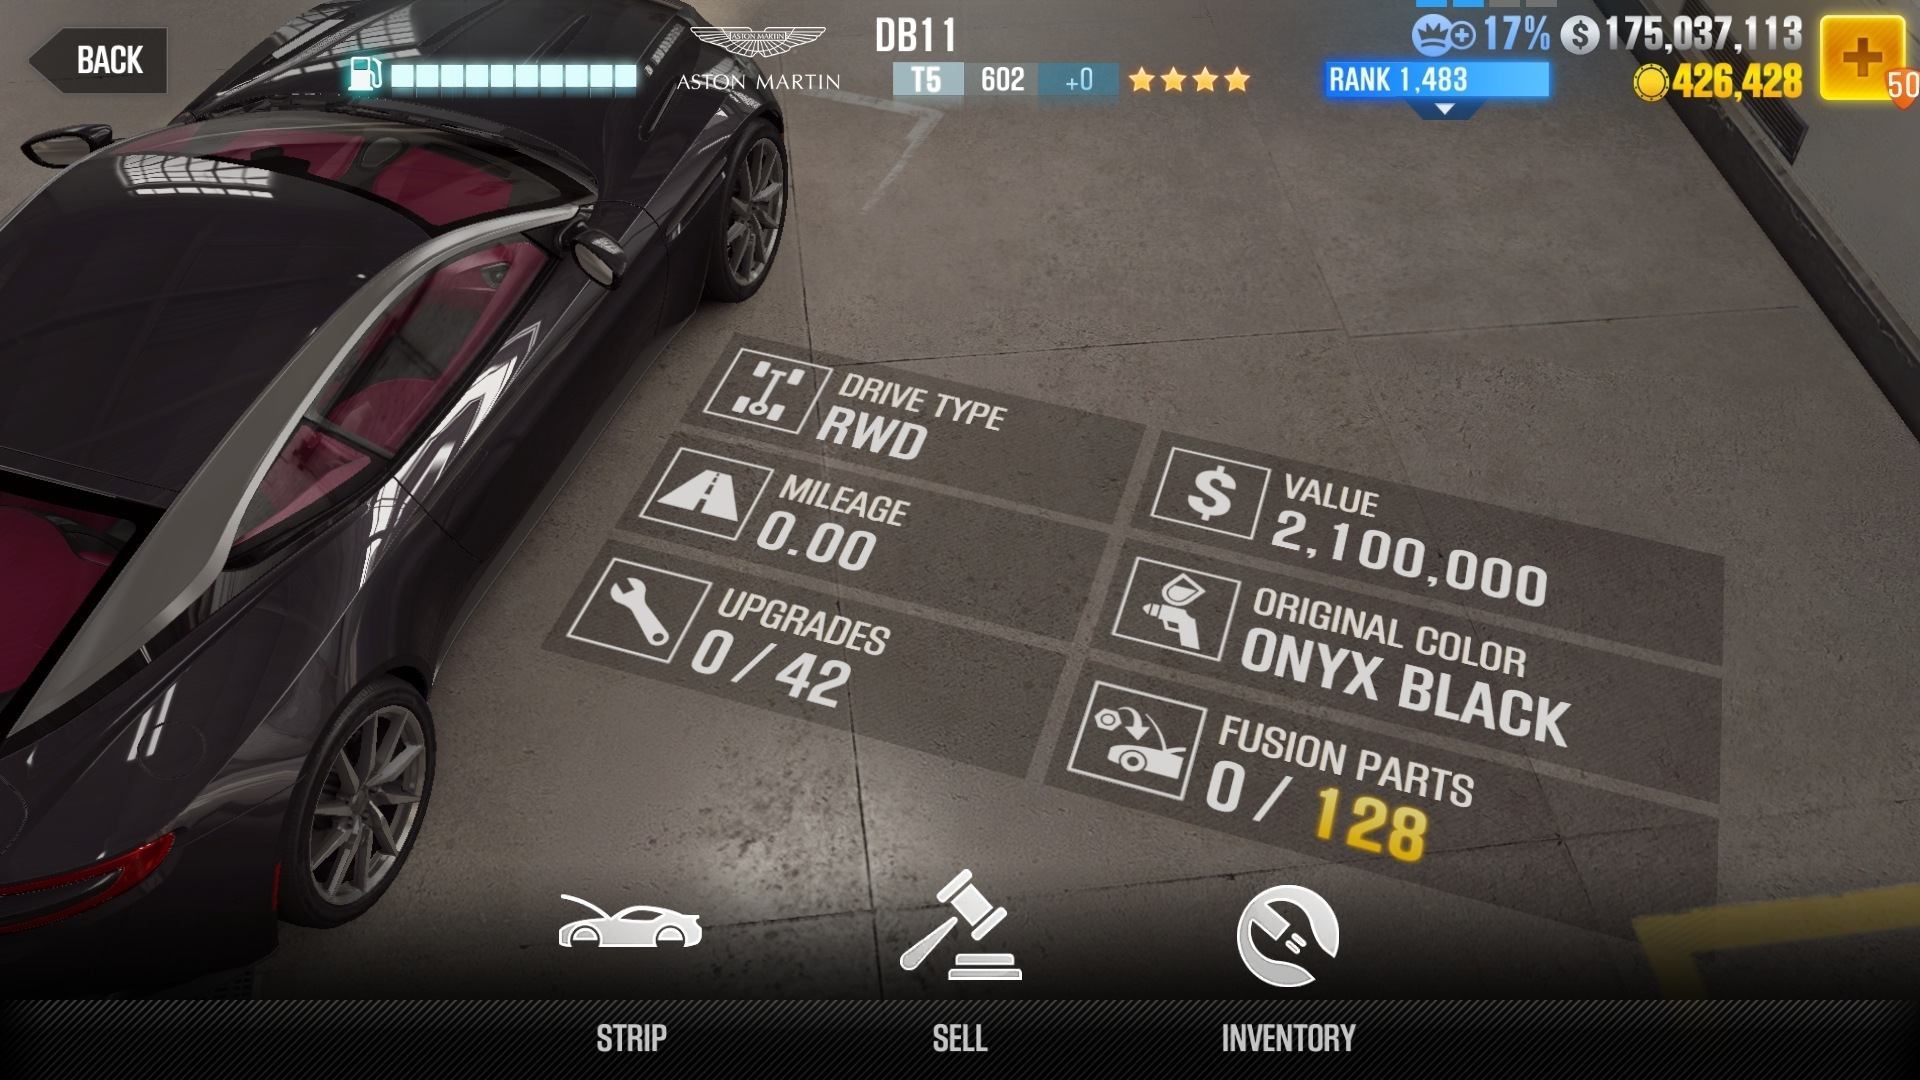 BACK
ASTON MARTIN
ASTON MARTIN
DB11
T5 602 +0
17%
$ 175,037,113
RANK 1,483
426,428
50
DRIVE TYPE
RWD
MILEAGE
0.00
UPGRADES
0/42
$ VALUE
2,100,000
ORIGINAL COLOR
ONYX BLACK
FUSION PARTS
0/128
STRIP
SELL
INVENTORY